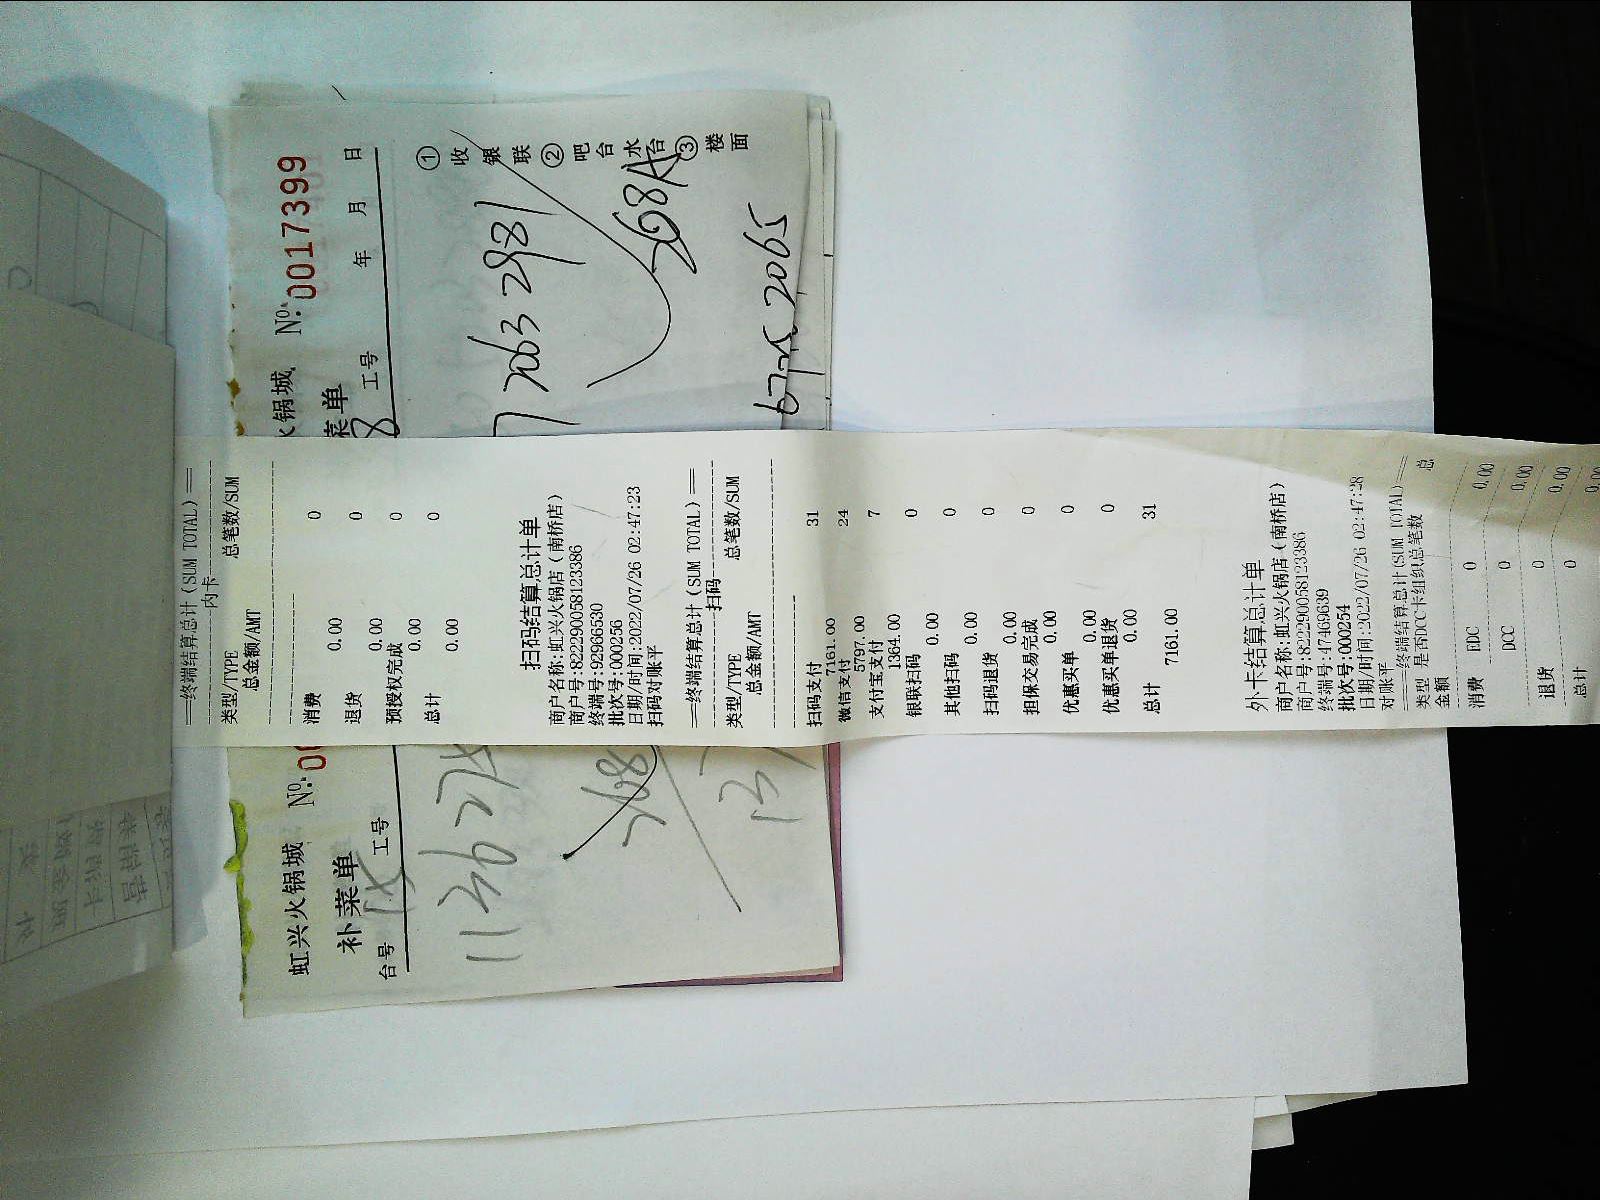 虹兴火锅城 №:00
火锅城 №:0017399
补菜单
菜单
台号
工号
工号
年 月 日
①收银联②吧台水台③楼面
2981
268A
2065
══终端结算总计(SUM TOTAL)══
内卡
类型/TYPE 总笔数/SUM
总金额/AMT
消费 0
0.00
退货 0
0.00
预授权完成 0
0.00
总计 0
0.00
扫码结算总计单
商户名称:虹兴火锅店(南桥店)
商户号:822290058123386
终端号:92986530
批次号:000256
日期/时间:2022/07/26 02:47:23
扫码对账平
══终端结算总计(SUM TOTAL)══
扫码
类型/TYPE 总笔数/SUM
总金额/AMT
扫码支付 31
7161.00
微信支付 24
5797.00
支付宝支付 7
1364.00
银联扫码 0
0.00
其他扫码 0
0.00
扫码退货 0
0.00
担保交易完成 0
0.00
优惠买单 0
0.00
优惠买单退货 0
0.00
总计 31
7161.00
外卡结算总计单
商户名称:虹兴火锅店(南桥店)
商户号:822290058123386
终端号:47469639
批次号:000254
日期/时间:2022/07/26 02:47:28
对账平
══终端结算总计(SUM TOTAL)══
类型 是否DCC卡组织总笔数 总
金额
消费 EDC 0 0.00
DCC 0 0.00
退货 0 0.00
总计 0 0.00